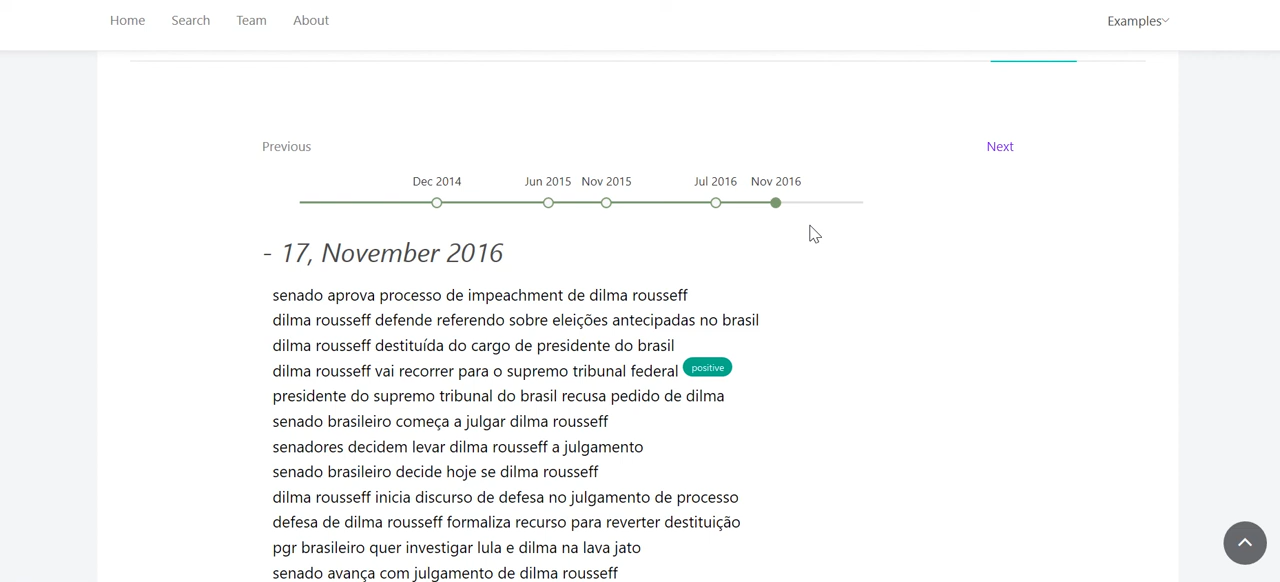 Home Search Team About Examples
Previous Next
Dec 2014 Jun 2015 Nov 2015 Jul 2016 Nov 2016
- 17, November 2016
senado aprova processo de impeachment de dilma rousseff
dilma rousseff defende referendo sobre eleições antecipadas no brasil
dilma rousseff destituída do cargo de presidente do brasil
dilma rousseff vai recorrer para o supremo tribunal federal positive
presidente do supremo tribunal do brasil recusa pedido de dilma
senado brasileiro começa a julgar dilma rousseff
senadores decidem levar dilma rousseff a julgamento
senado brasileiro decide hoje se dilma rousseff
dilma rousseff inicia discurso de defesa no julgamento de processo
defesa de dilma rousseff formaliza recurso para reverter destituição
pgr brasileiro quer investigar lula e dilma na lava jato
senado avança com julgamento de dilma rousseff